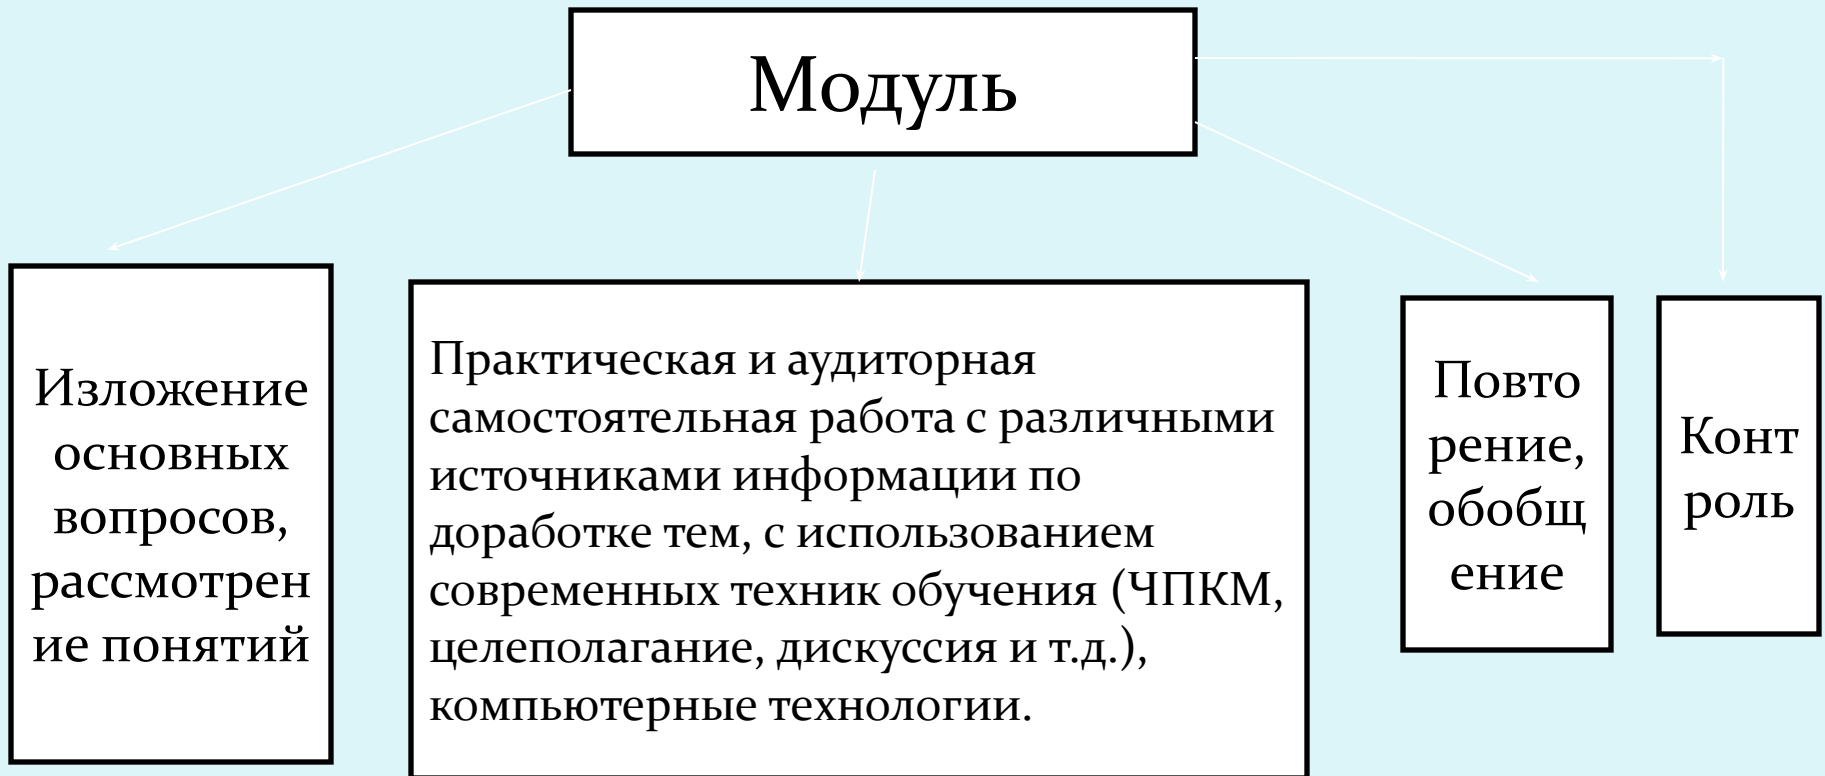 Модуль
Изложение
основных
вопросов,
рассмотрен
ие понятий
Практическая и аудиторная
самостоятельная работа с различными
источниками информации по
доработке тем, с использованием
современных техник обучения (ЧПКМ,
целеполагание, дискуссия и т.д.),
компьютерные технологии.
Повто
рение,
обобщ
ение
Конт
роль